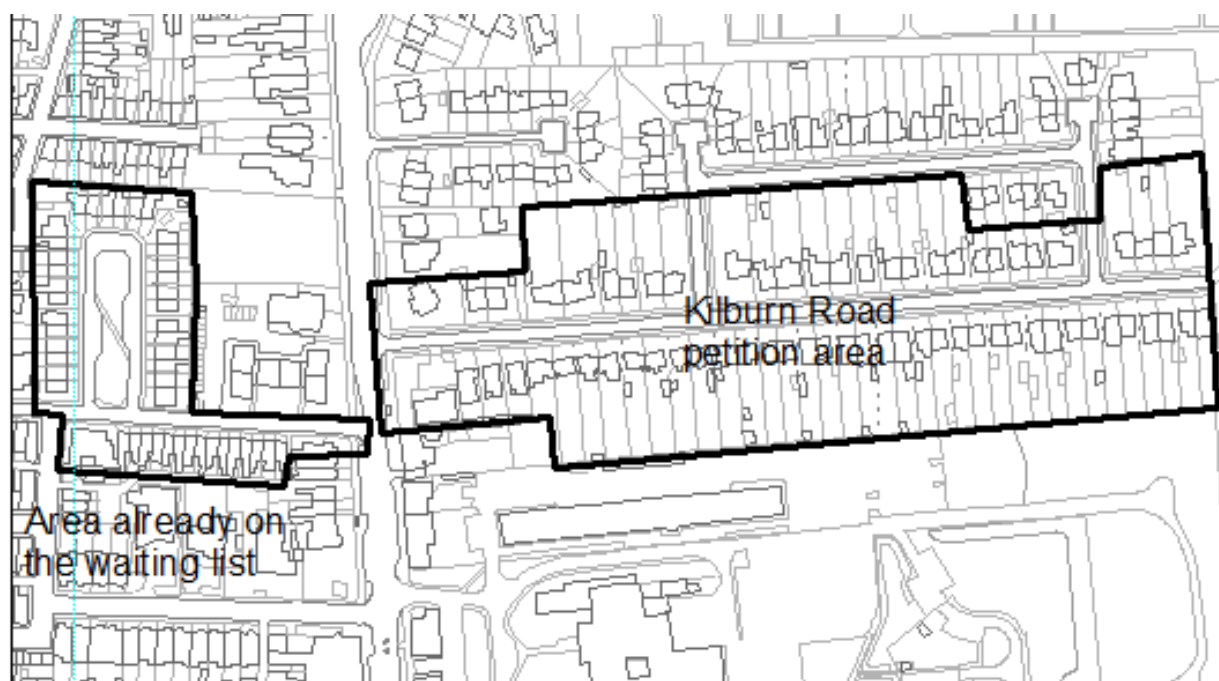 Kilburn Road
petition area
Area already on
the waiting list